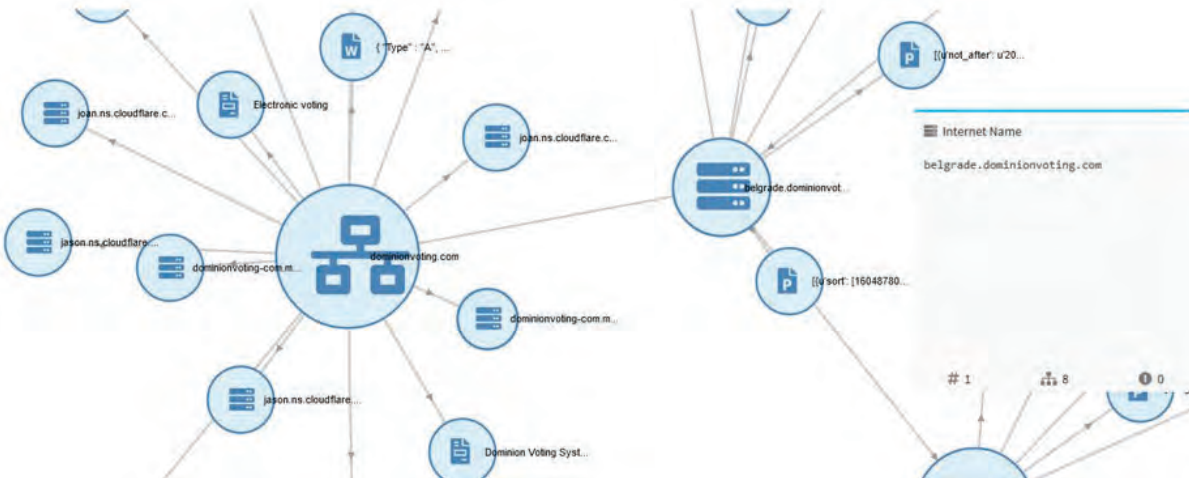 { "Type" : "A", ...
[{u'not_after': u'20...
Electronic voting
joan.ns.cloudflare.c...
joan.ns.cloudflare.c...
Internet Name
belgrade.dominionvoting.com
belgrade.dominionvot...
jason.ns.cloudflare....
dominionvoting-com.m...
dominionvoting.com
[{u'sort': [16048780...
dominionvoting-com.m...
# 1
8
0
jason.ns.cloudflare....
Dominion Voting Syst...